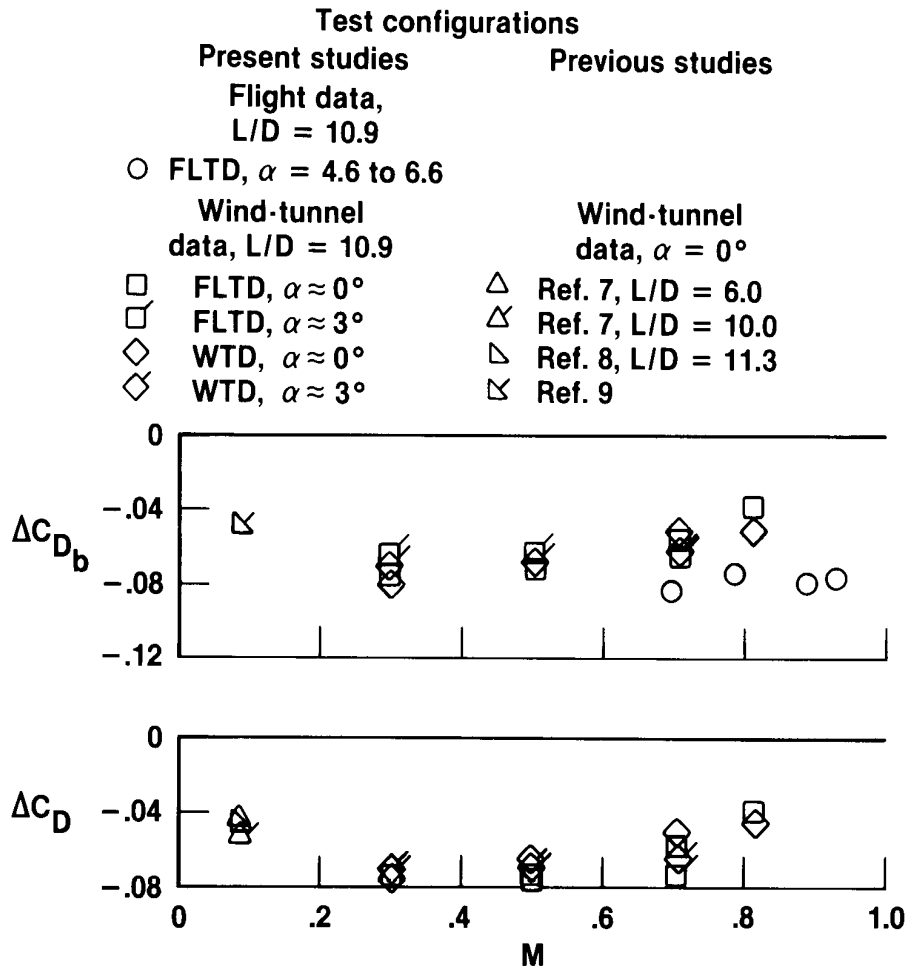 Test configurations
Present studies
Flight data,
L/D = 10.9
FLTD, α = 4.6 to 6.6
Wind-tunnel
data, L/D = 10.9
FLTD, α ≈ 0°
FLTD, α ≈ 3°
WTD, α ≈ 0°
WTD, α ≈ 3°
Previous studies
Wind-tunnel
data, α = 0°
Ref. 7, L/D = 6.0
Ref. 7, L/D = 10.0
Ref. 8, L/D = 11.3
Ref. 9
ΔC_D_b
0
-.04
-.08
-.12
ΔC_D
0
-.04
-.08
0 .2 .4 .6 .8 1.0
M